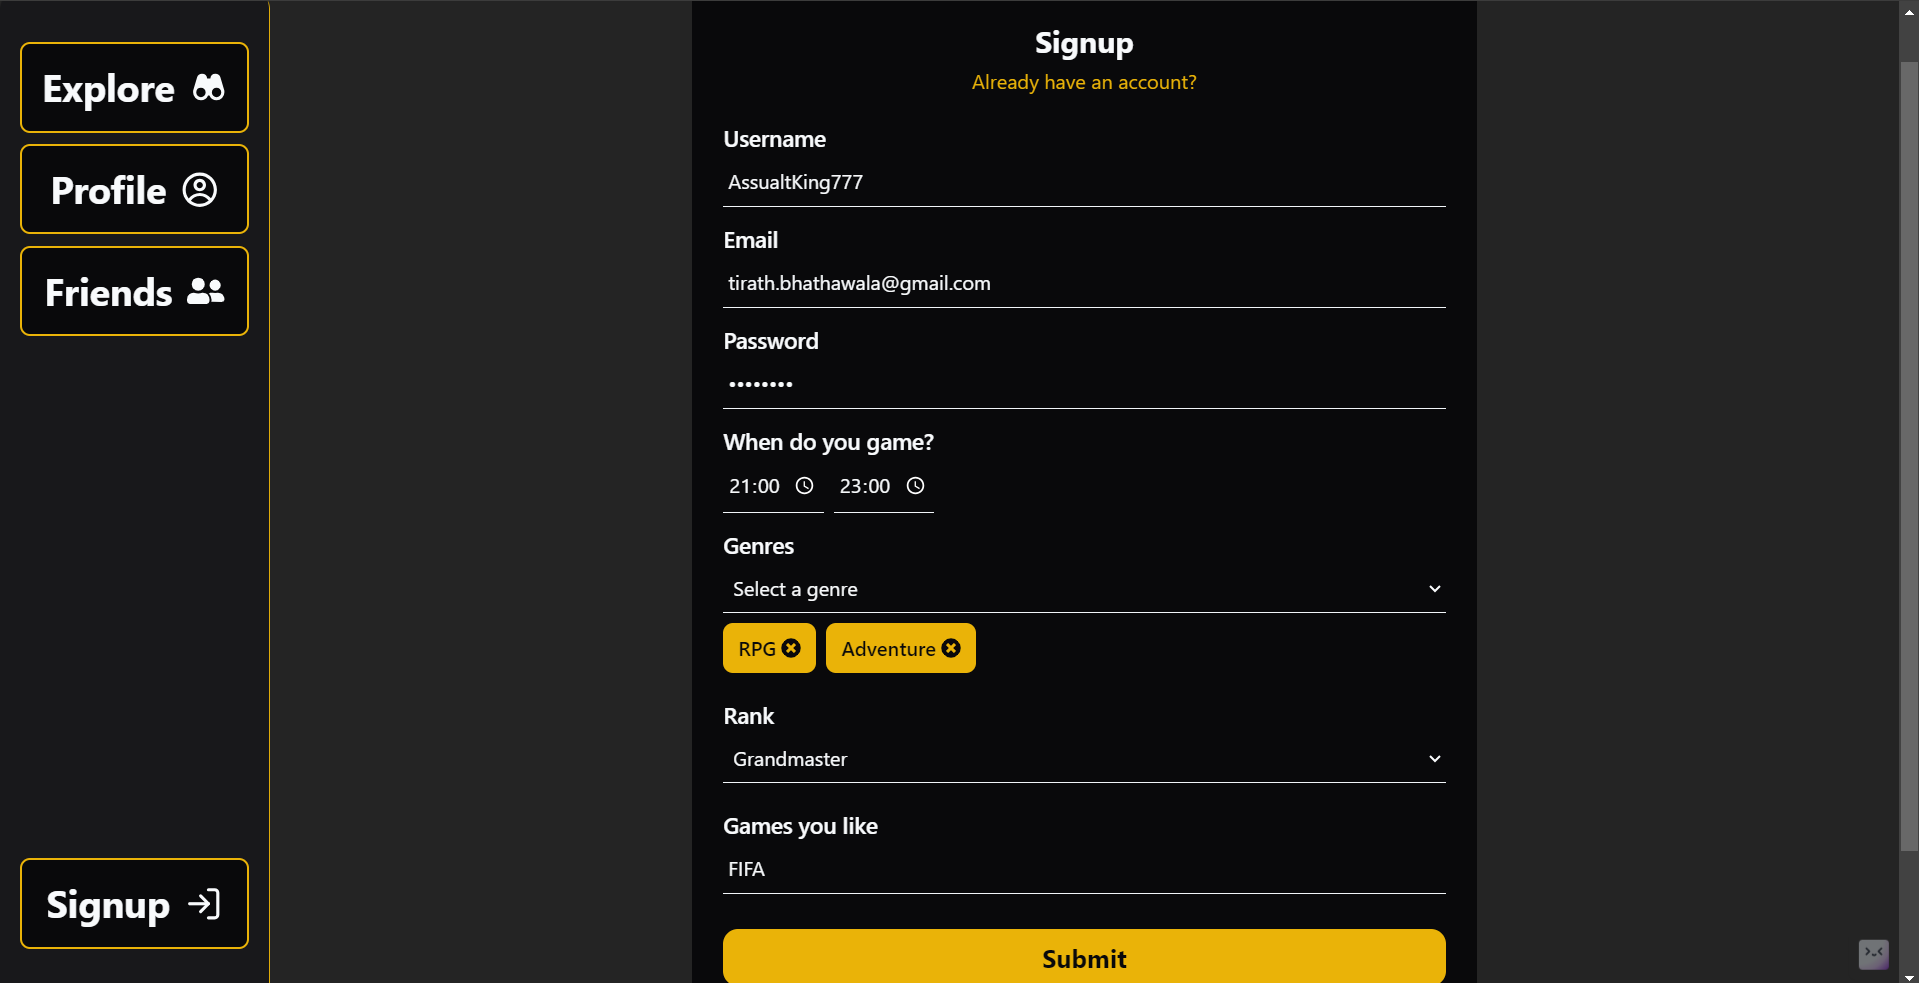 Explore
Profile
Friends
Signup
Signup
Already have an account?
Username
AssualtKing777
Email
tirath.bhathawala@gmail.com
Password
••••••••
When do you game?
21:00 23:00
Genres
Select a genre
RPG Adventure
Rank
Grandmaster
Games you like
FIFA
Submit